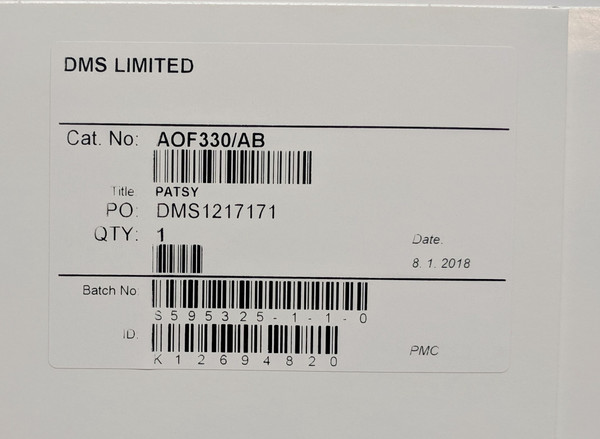 DMS LIMITED
Cat. No: AOF330/AB
Title: PATSY
PO: DMS1217171
QTY: 1
Date.
8. 1. 2018
Batch No
S595325-1-1-0
ID:
K12694820
PMC